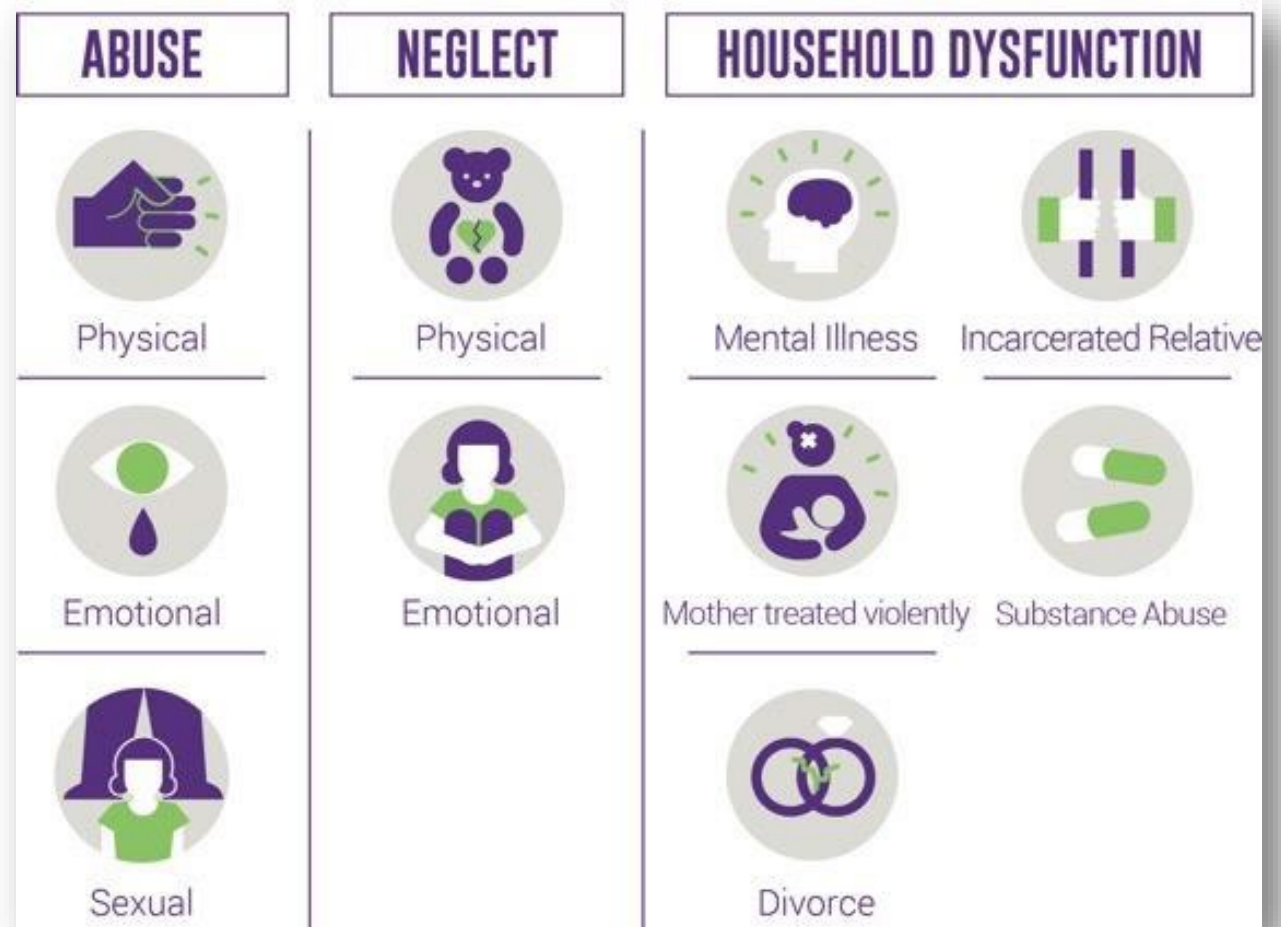 ABUSE
Physical
Emotional
Sexual
NEGLECT
Physical
Emotional
HOUSEHOLD DYSFUNCTION
Mental Illness
Incarcerated Relative
Mother treated violently
Substance Abuse
Divorce